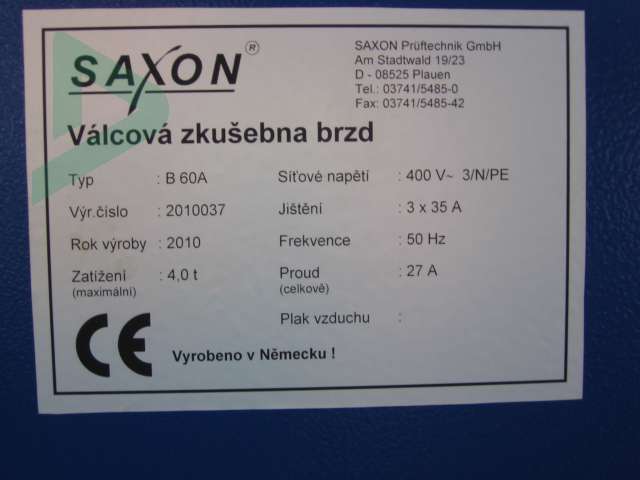 SAXON ®
SAXON Prüftechnik GmbH
Am Stadtwald 19/23
D - 08525 Plauen
Tel.: 03741/5485-0
Fax: 03741/5485-42
Válcová zkušebna brzd
Typ : B 60A
Výr.číslo : 2010037
Rok výroby : 2010
Zatížení : 4,0 t
(maximální)
Síťové napětí : 400 V~ 3/N/PE
Jištění : 3 x 35 A
Frekvence : 50 Hz
Proud : 27 A
(celkově)
Plak vzduchu :
CE
Vyrobeno v Německu !